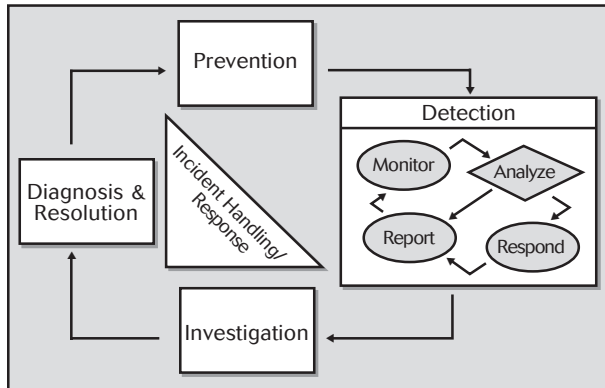 Prevention
Detection
Monitor
Analyze
Report
Respond
Diagnosis &
Resolution
Incident Handling/
Response
Investigation